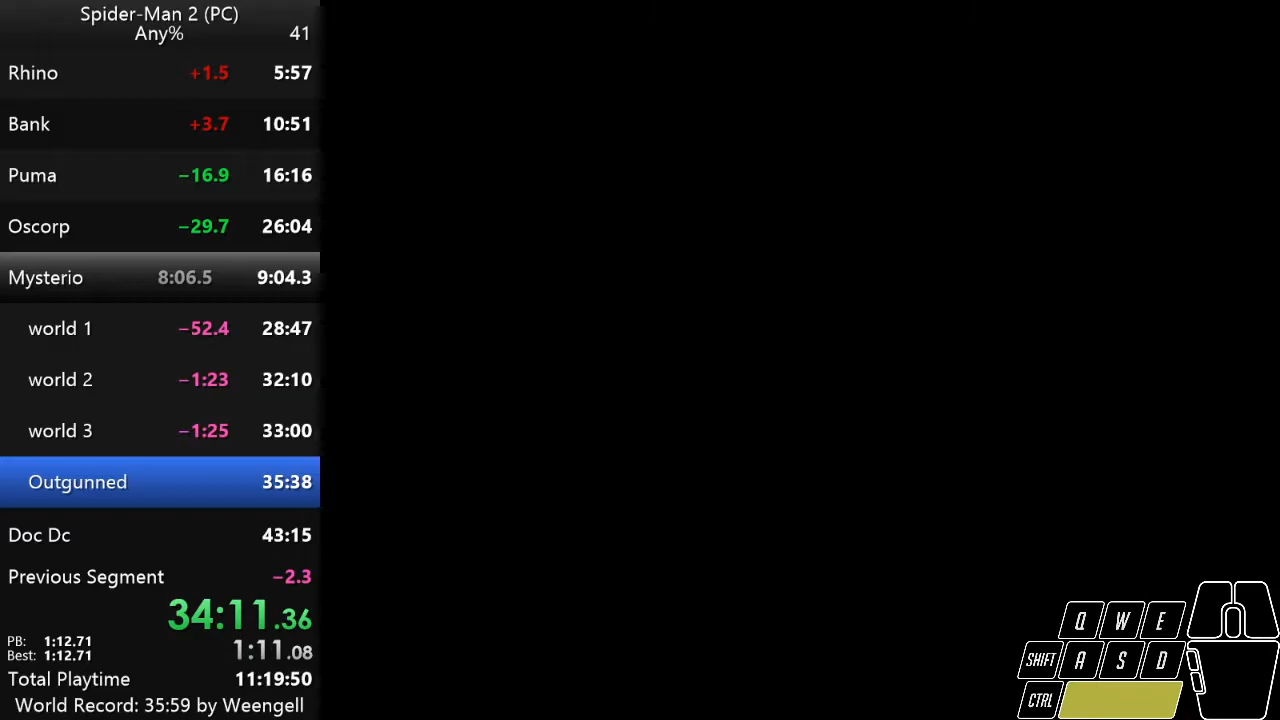 Spider-Man 2 (PC)
Any% 41
Rhino +1.5 5:57
Bank +3.7 10:51
Puma −16.9 16:16
Oscorp −29.7 26:04
Mysterio 8:06.5 9:04.3
world 1 −52.4 28:47
world 2 −1:23 32:10
world 3 −1:25 33:00
Outgunned 35:38
Doc Dc 43:15
Previous Segment −2.3
34:11.36
PB: 1:12.71
Best: 1:12.71
1:11.08
Total Playtime 11:19:50
World Record: 35:59 by Weengell
Q W E
SHIFT A S D
CTRL